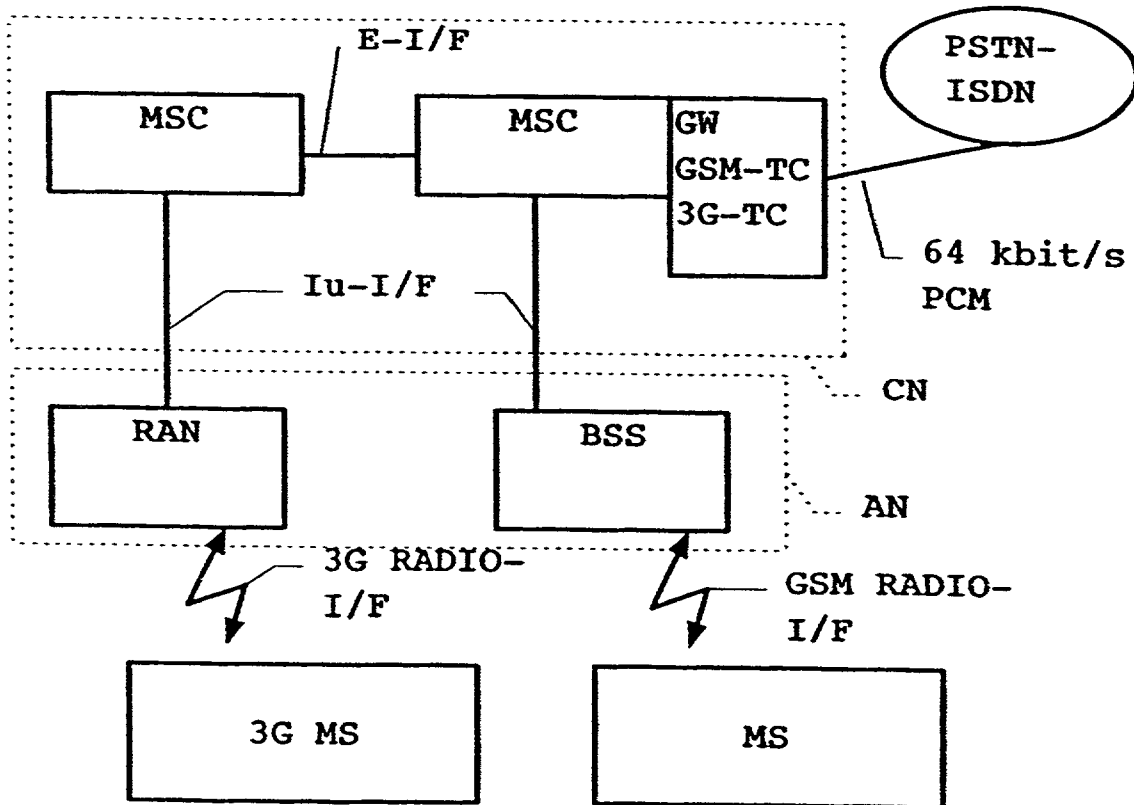 E-I/F
PSTN-
ISDN
MSC
MSC
GW
GSM-TC
3G-TC
64 kbit/s
PCM
Iu-I/F
CN
RAN
BSS
AN
3G RADIO-
I/F
GSM RADIO-
I/F
3G MS
MS